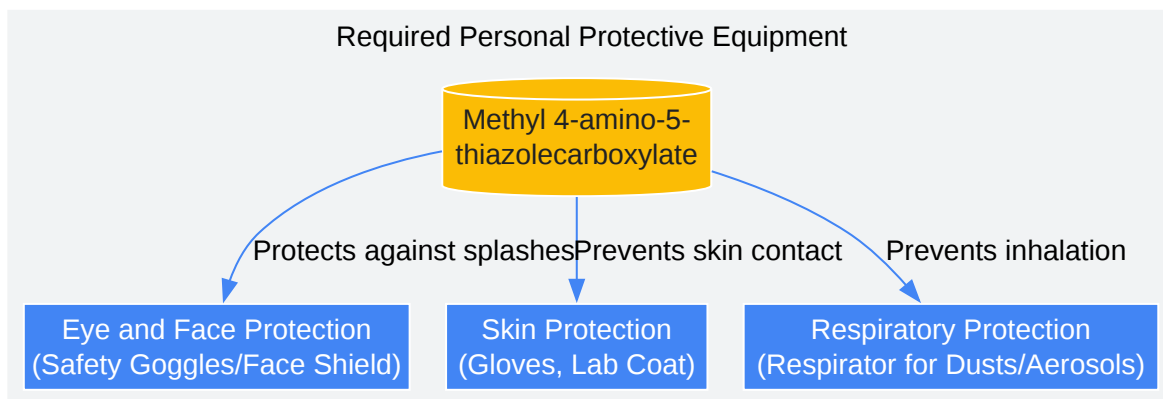 Required Personal Protective Equipment
Methyl 4-amino-5-
thiazolecarboxylate
Protects against splashes
Prevents skin contact
Prevents inhalation
Eye and Face Protection
(Safety Goggles/Face Shield)
Skin Protection
(Gloves, Lab Coat)
Respiratory Protection
(Respirator for Dusts/Aerosols)